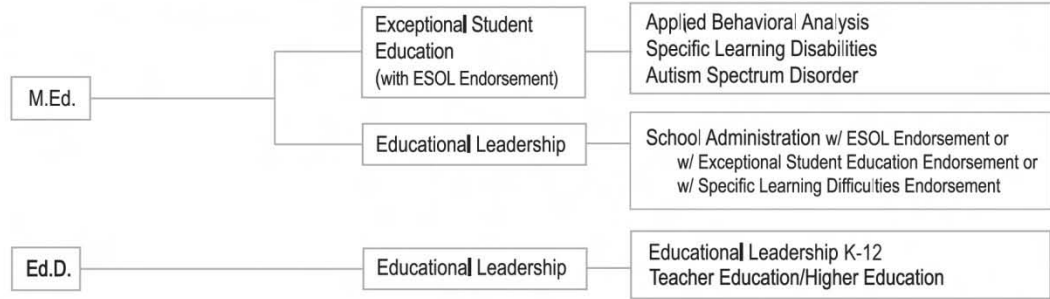 M.Ed.
Exceptional Student
Education
(with ESOL Endorsement)
Applied Behavioral Analysis
Specific Learning Disabilities
Autism Spectrum Disorder
Educational Leadership
School Administration w/ ESOL Endorsement or
w/ Exceptional Student Education Endorsement or
w/ Specific Learning Difficulties Endorsement
Ed.D.
Educational Leadership
Educational Leadership K-12
Teacher Education/Higher Education